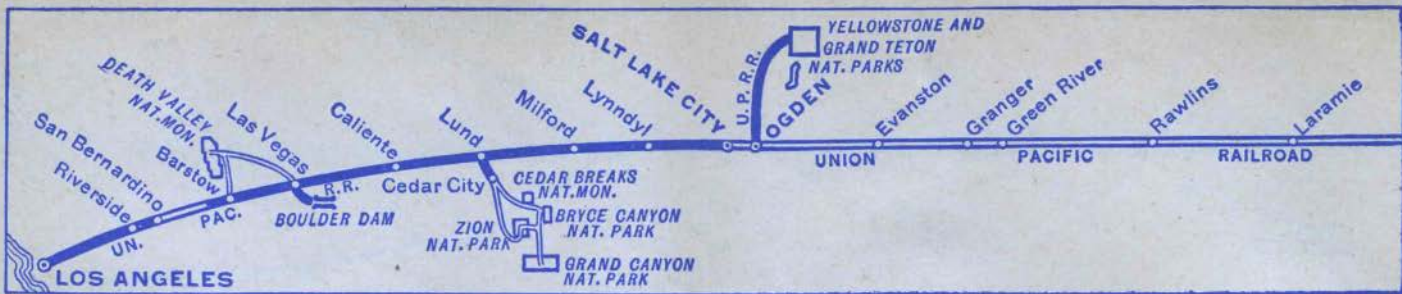 YELLOWSTONE AND
GRAND TETON
NAT. PARKS
SALT LAKE CITY
U. P. R. R.
OGDEN
Evanston
Granger
Green River
Rawlins
Laramie
UNION PACIFIC RAILROAD
DEATH VALLEY
NAT. MON.
Las Vegas
Caliente
Lund
Milford
Lynndyl
San Bernardino
Riverside
Barstow
UN. PAC. R.R.
BOULDER DAM
Cedar City
CEDAR BREAKS
NAT. MON.
BRYCE CANYON
NAT. PARK
ZION
NAT. PARK
GRAND CANYON
NAT. PARK
LOS ANGELES